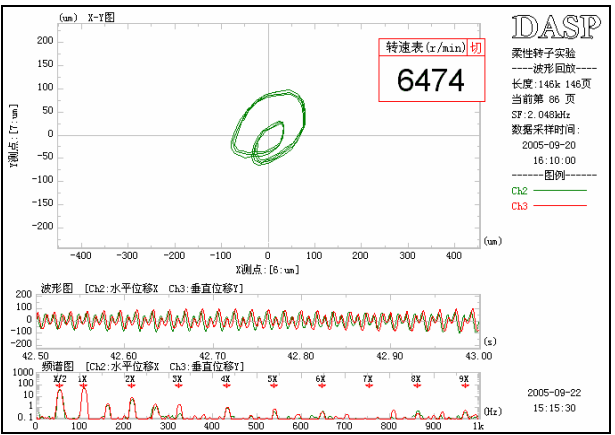 (um) X-Y图
转速表(r/min) 切
6474
200
150
100
50
0
-50
-100
-150
-200
Y测点:[7:um]
-400 -300 -200 -100 0 100 200 300 400
(um)
X测点:[6:um]
DASP
柔性转子实验
----波形回放----
长度:146k 146页
当前第 86 页
SF:2.048kHz
数据采样时间:
2005-09-20
16:10:00
------图例------
Ch2
Ch3
波形图 [Ch2:水平位移X Ch3:垂直位移Y]
200
100
0
-100
-200
42.50 42.60 42.70 42.80 42.90 43.00
(s)
频谱图 [Ch2:水平位移X Ch3:垂直位移Y]
1000
100
10
1
0.1
X/2 1X 2X 3X 4X 5X 6X 7X 8X 9X
0 100 200 300 400 500 600 700 800 900 1k
(Hz)
2005-09-22
15:15:30